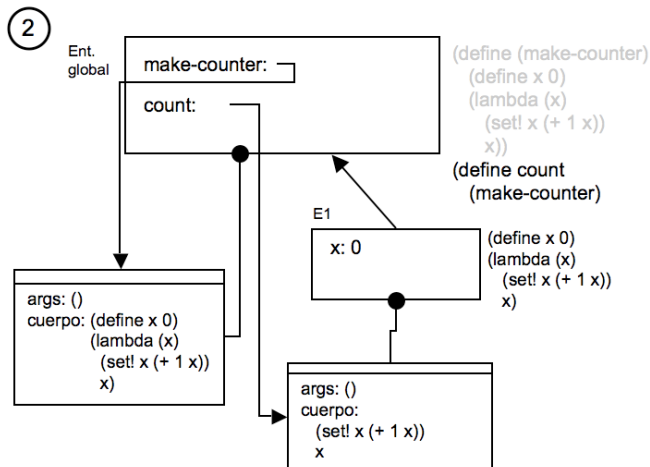 2
Ent.
global
make-counter:
count:
(define (make-counter)
(define x 0)
(lambda (x)
(set! x (+ 1 x))
x))
(define count
(make-counter)
E1
x: 0
(define x 0)
(lambda (x)
(set! x (+ 1 x))
x)
args: ()
cuerpo: (define x 0)
(lambda (x)
(set! x (+ 1 x))
x)
args: ()
cuerpo:
(set! x (+ 1 x))
x